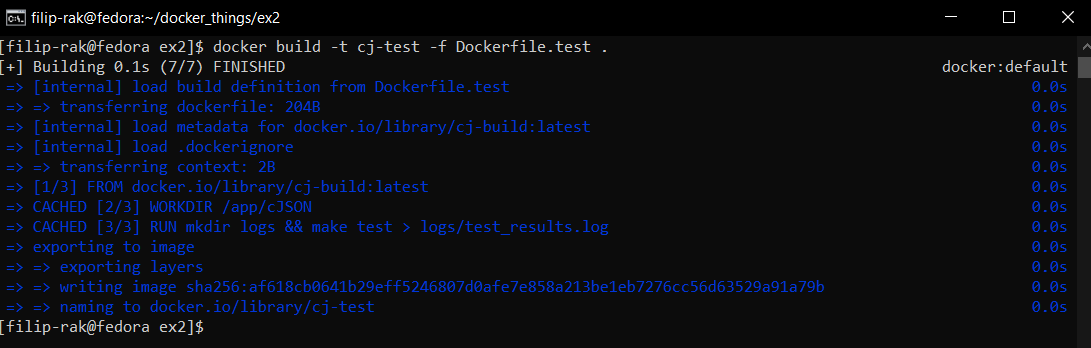 filip-rak@fedora:~/docker_things/ex2
[filip-rak@fedora ex2]$ docker build -t cj-test -f Dockerfile.test .
[+] Building 0.1s (7/7) FINISHED docker:default
=> [internal] load build definition from Dockerfile.test 0.0s
=> => transferring dockerfile: 204B 0.0s
=> [internal] load metadata for docker.io/library/cj-build:latest 0.0s
=> [internal] load .dockerignore 0.0s
=> => transferring context: 2B 0.0s
=> [1/3] FROM docker.io/library/cj-build:latest 0.0s
=> CACHED [2/3] WORKDIR /app/cJSON 0.0s
=> CACHED [3/3] RUN mkdir logs && make test > logs/test_results.log 0.0s
=> exporting to image 0.0s
=> => exporting layers 0.0s
=> => writing image sha256:af618cb0641b29eff5246807d0afe7e858a213be1eb7276cc56d63529a91a79b 0.0s
=> => naming to docker.io/library/cj-test 0.0s
[filip-rak@fedora ex2]$